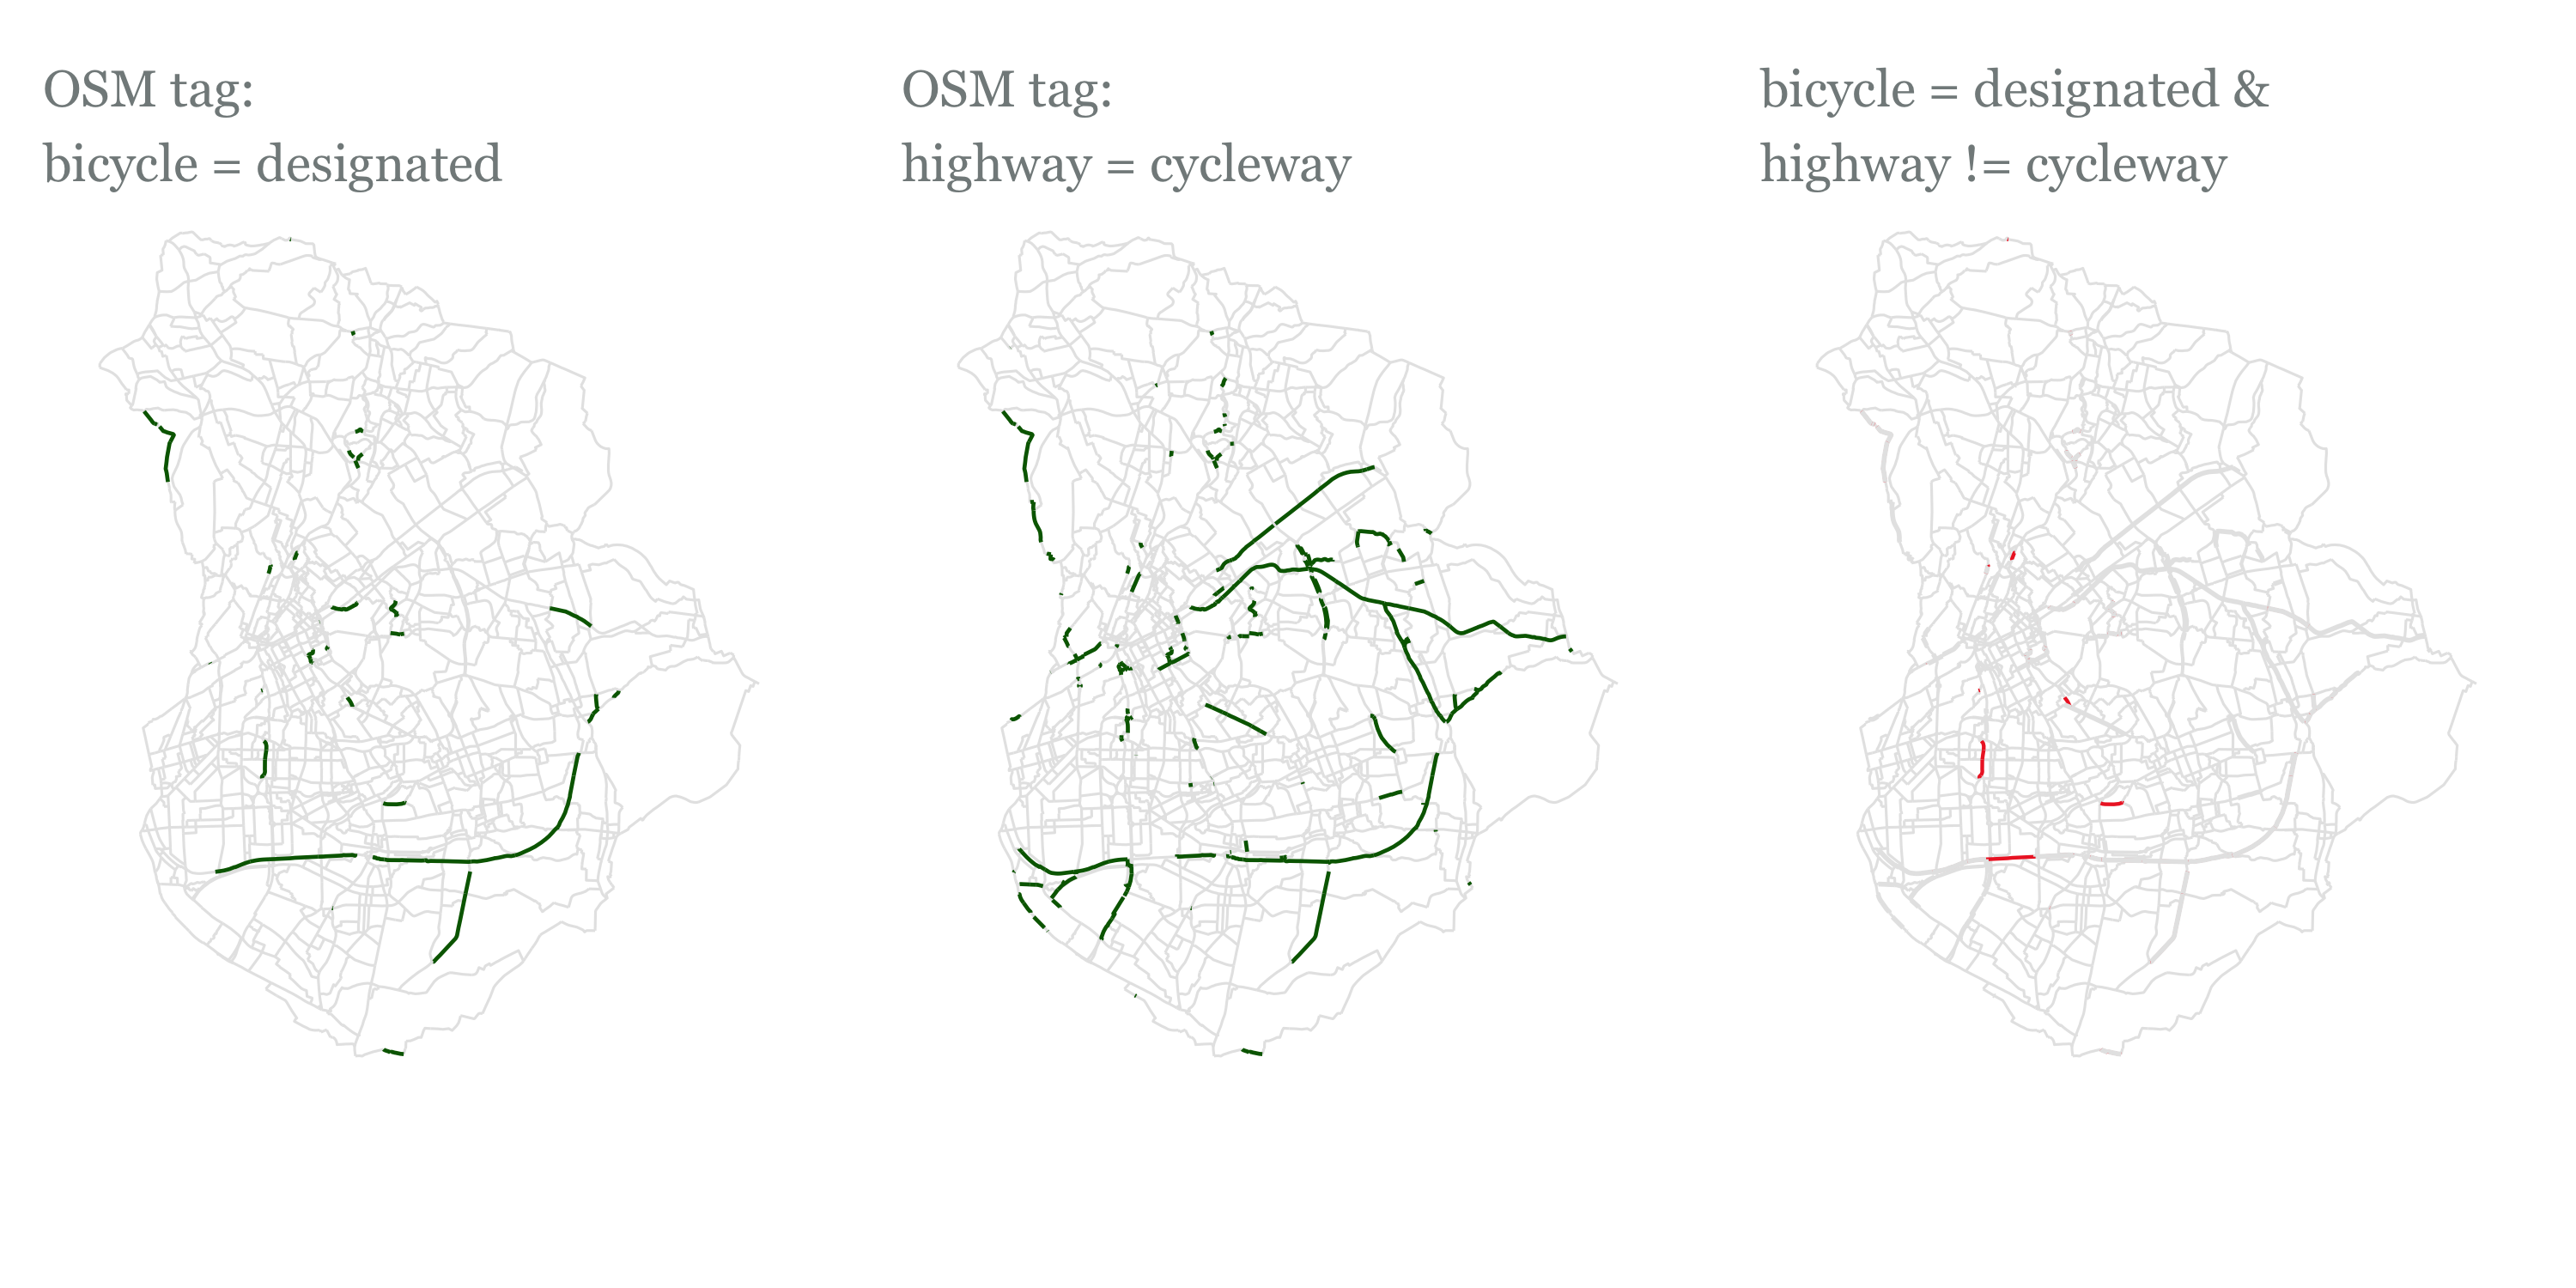 OSM tag:
bicycle = designated
OSM tag:
highway = cycleway
bicycle = designated &
highway != cycleway